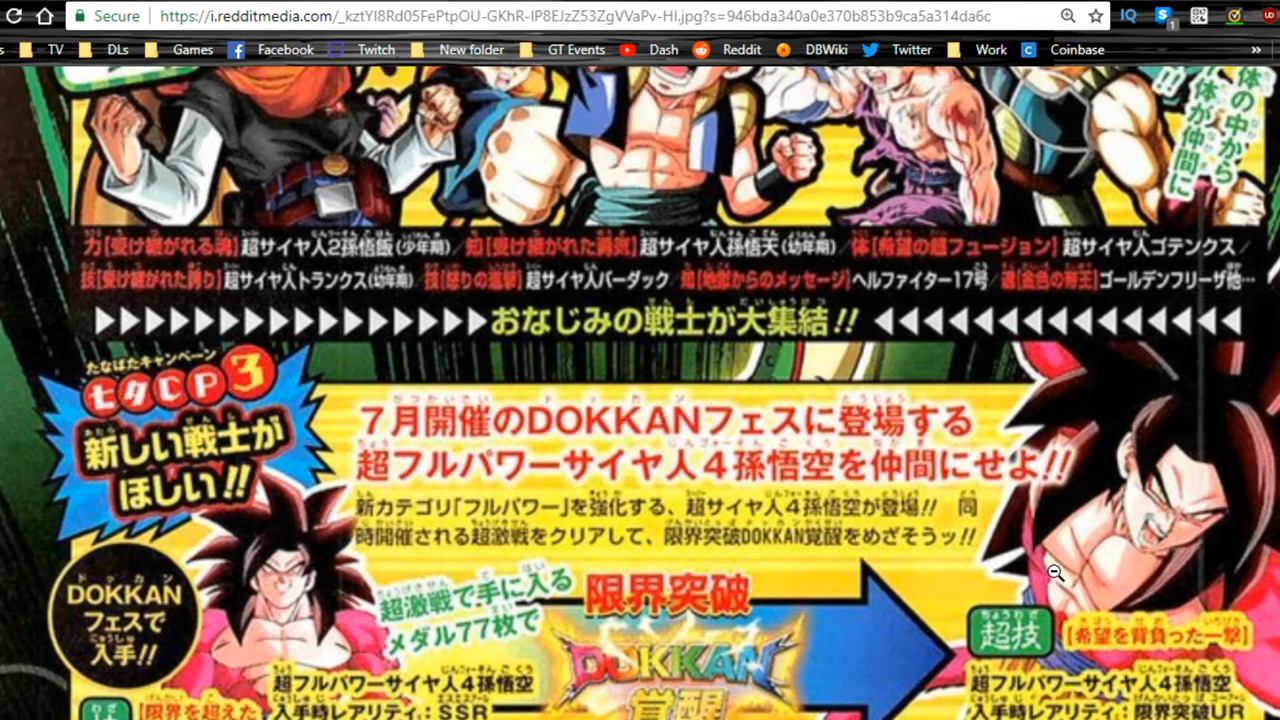 Secure
https://i.redditmedia.com/_kztYl8Rd05FePtpOU-GKhR-lP8EJzZ53ZgVVaPv-HI.jpg?s=946bda340a0e370b853b9ca5a314da6c
IQ
1
s TV DLs Games Facebook Twitch New folder GT Events Dash Reddit DBWiki Twitter Work Coinbase »
体の中から
体が仲間に!!
力[受け継がれる魂]超サイヤ人2孫悟飯(少年期)/知[受け継がれた勇気]超サイヤ人孫悟天(幼年期)/体[希望の超フュージョン]超サイヤ人ゴテンクス/
技[受け継がれた誇り]超サイヤ人トランクス(幼年期)/技[怒りの進撃]超サイヤ人バーダック/知[地獄からのメッセージ]ヘルファイター17号/速[金色の帝王]ゴールデンフリーザ他…
おなじみの戦士が大集結!!
たなばたキャンペーン
七夕CP3
新しい戦士が
ほしい!!
7月開催のDOKKANフェスに登場する
超フルパワーサイヤ人4孫悟空を仲間にせよ!!
新カテゴリ「フルパワー」を強化する、超サイヤ人4孫悟空が登場!! 同
時開催される超激戦をクリアして、限界突破DOKKAN覚醒をめざそうッ!!
DOKKAN
フェスで
入手!!
超激戦で手に入る
メダル77枚で
限界突破
DOKKAN
覚醒
超技
[希望を背負った一撃]
超フルパワーサイヤ人4孫悟空
入手時レアリティ:SSR
超フルパワーサイヤ人4孫悟空
入手時レアリティ:限界突破UR
[限界を超えた